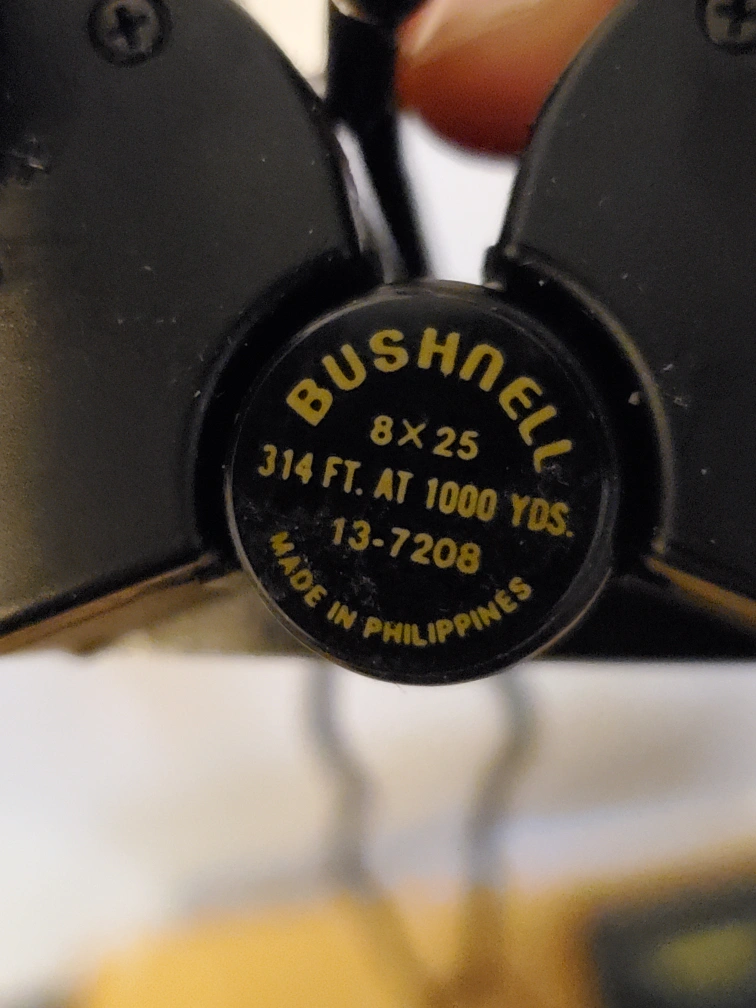 BUSHNELL
8×25
314 FT. AT 1000 YDS.
13-7208
MADE IN PHILIPPINES